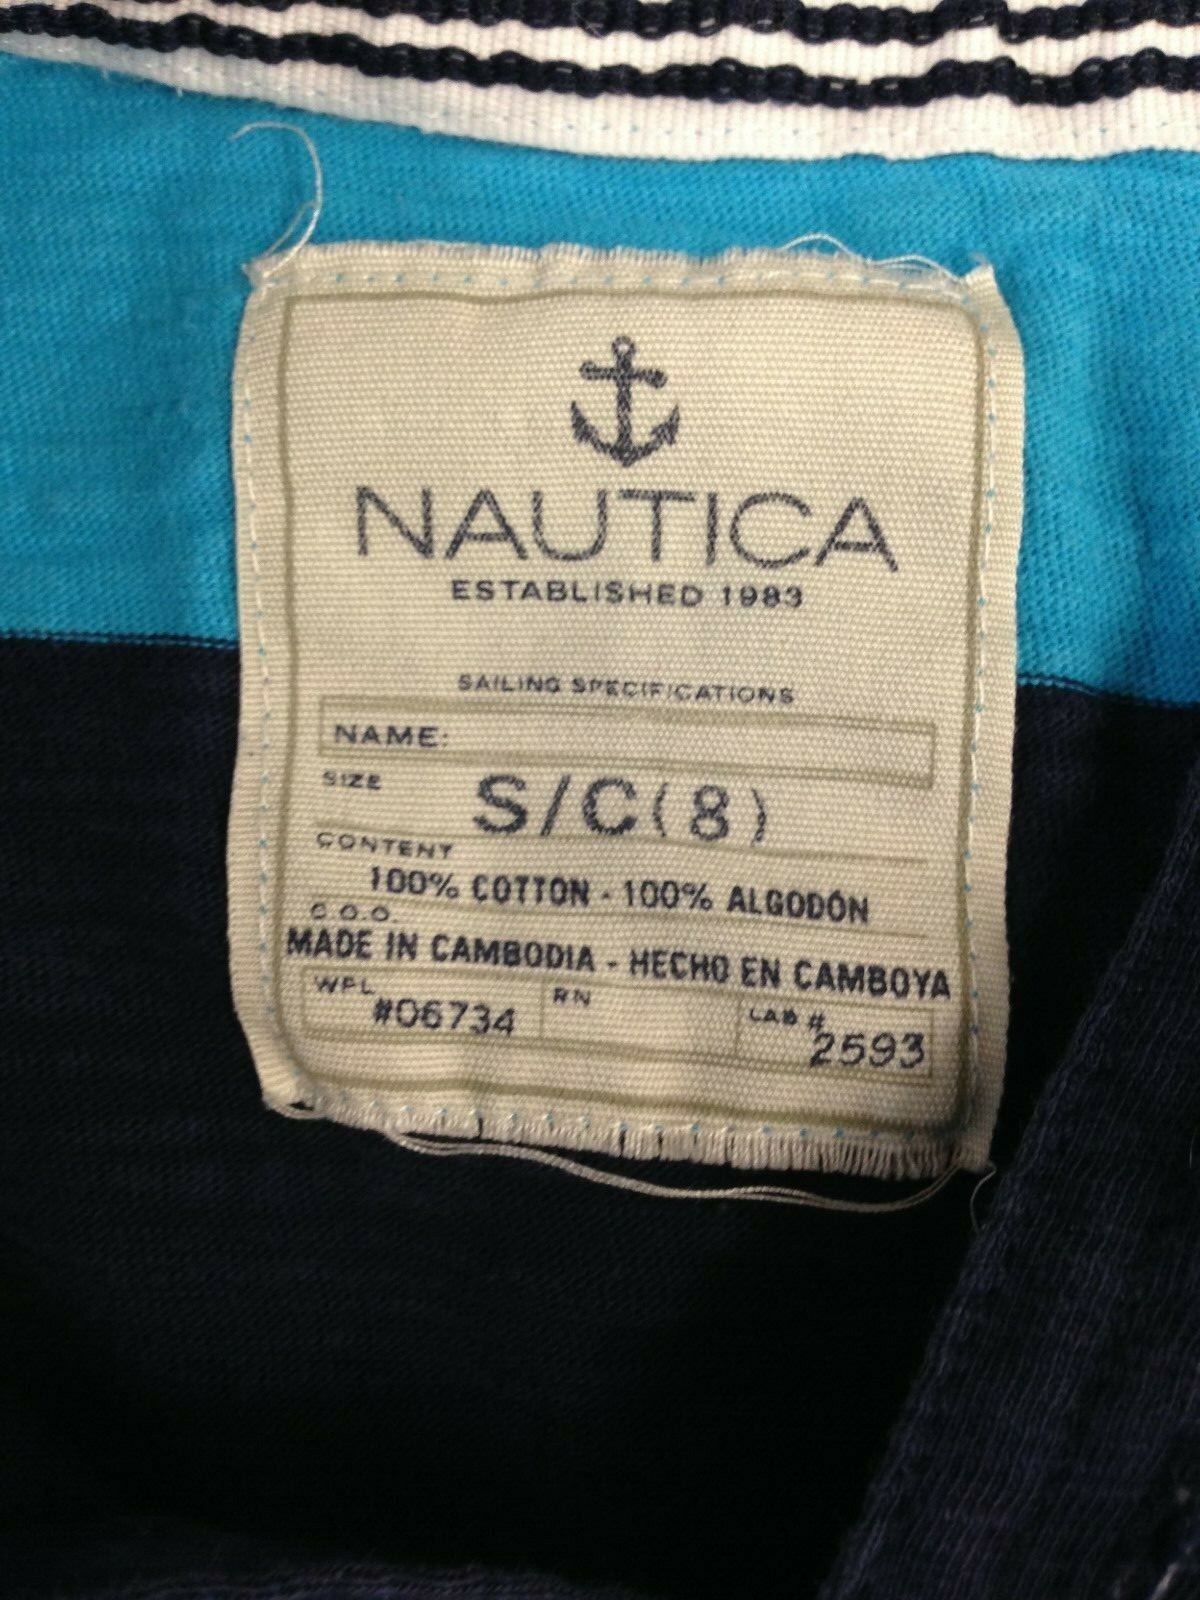 NAUTICA
ESTABLISHED 1983
SAILING SPECIFICATIONS
NAME:
SIZE S/C(8)
CONTENT
100% COTTON - 100% ALGODÓN
C.O.O.
MADE IN CAMBODIA - HECHO EN CAMBOYA
WPL #06734 RN LAB # 2593